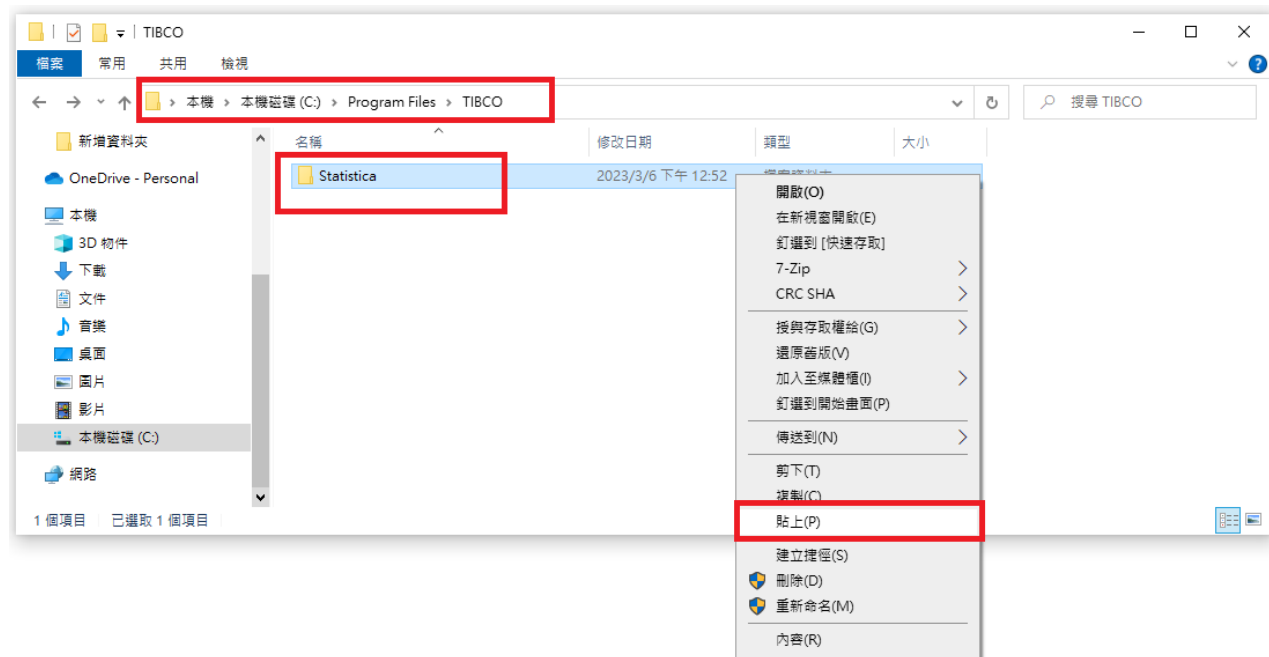 TIBCO
檔案 常用 共用 檢視
本機 本機磁碟 (C:) Program Files TIBCO 搜尋 TIBCO
新增資料夾
OneDrive - Personal
本機
3D 物件
下載
文件
音樂
桌面
圖片
影片
本機磁碟 (C:)
網路
名稱 修改日期 類型 大小
Statistica 2023/3/6 下午 12:52
開啟(O)
在新視窗開啟(E)
釘選到 [快速存取]
7-Zip
CRC SHA
授與存取權給(G)
還原舊版(V)
加入至媒體櫃(I)
釘選到開始畫面(P)
傳送到(N)
剪下(T)
複製(C)
貼上(P)
建立捷徑(S)
刪除(D)
重新命名(M)
內容(R)
1 個項目 已選取 1 個項目